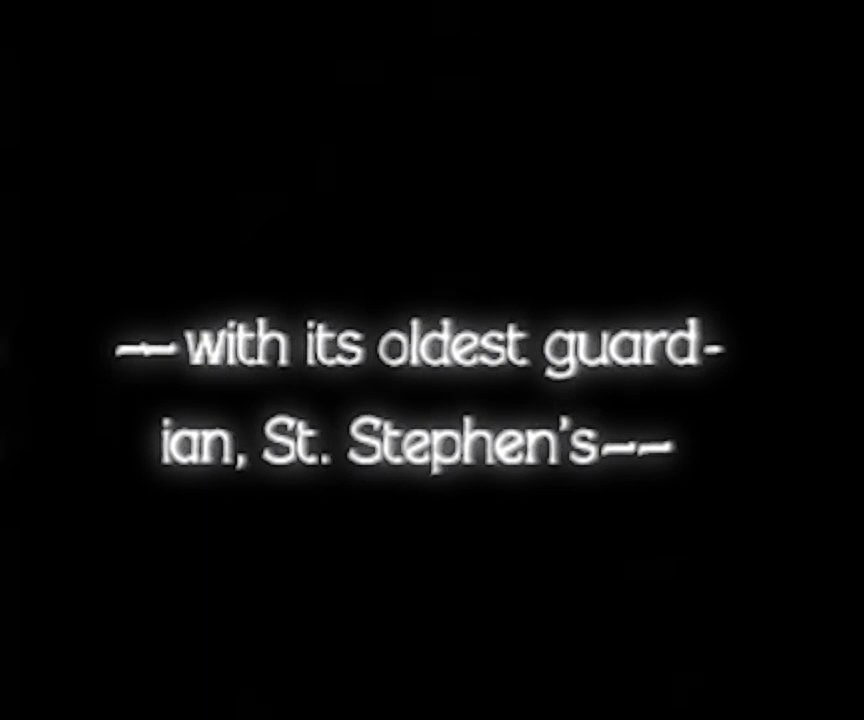 ——with its oldest guard-
ian, St. Stephen's——